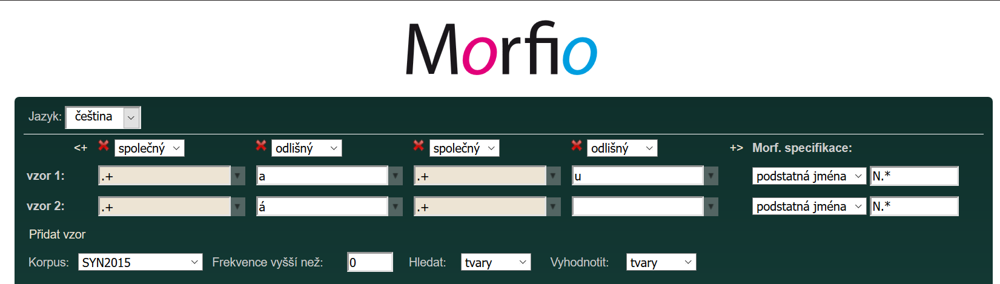 Morfio
Jazyk: čeština
<+ společný odlišný společný odlišný +> Morf. specifikace:
vzor 1: .+ a .+ u podstatná jména N.*
vzor 2: .+ á .+ podstatná jména N.*
Přidat vzor
Korpus: SYN2015 Frekvence vyšší než: 0 Hledat: tvary Vyhodnotit: tvary